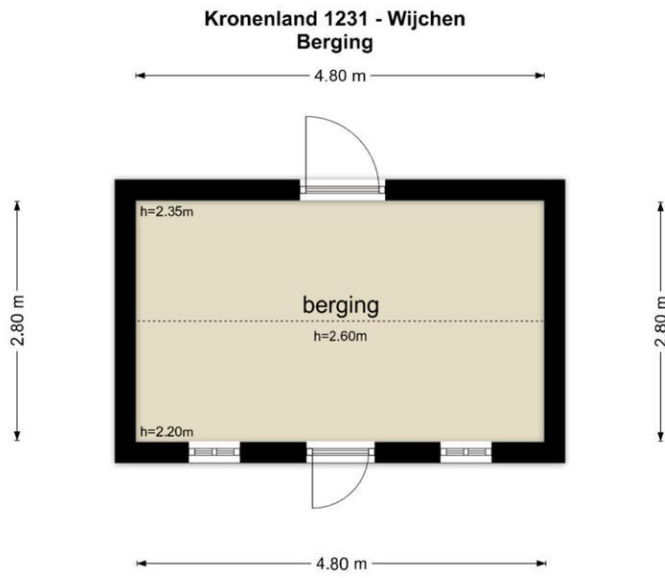 Kronenland 1231 - Wijchen
Berging
4.80 m
h=2.35m
2.80 m
berging
h=2.60m
2.80 m
h=2.20m
4.80 m